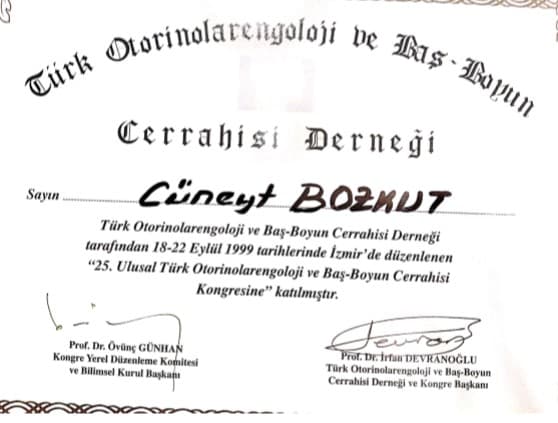 Türk Otorinolarengoloji ve Baş-Boyun
Cerrahisi Derneği
Sayın Cüneyt BOZKUT
Türk Otorinolarengoloji ve Baş-Boyun Cerrahisi Derneği
tarafından 18-22 Eylül 1999 tarihlerinde İzmir'de düzenlenen
“25. Ulusal Türk Otorinolarengoloji ve Baş-Boyun Cerrahisi
Kongresine” katılmıştır.
Prof. Dr. Övünç GÜNHAN
Kongre Yerel Düzenleme Komitesi
ve Bilimsel Kurul Başkanı
Prof. Dr. İrfan DEVRANOĞLU
Türk Otorinolarengoloji ve Baş-Boyun
Cerrahisi Derneği ve Kongre Başkanı